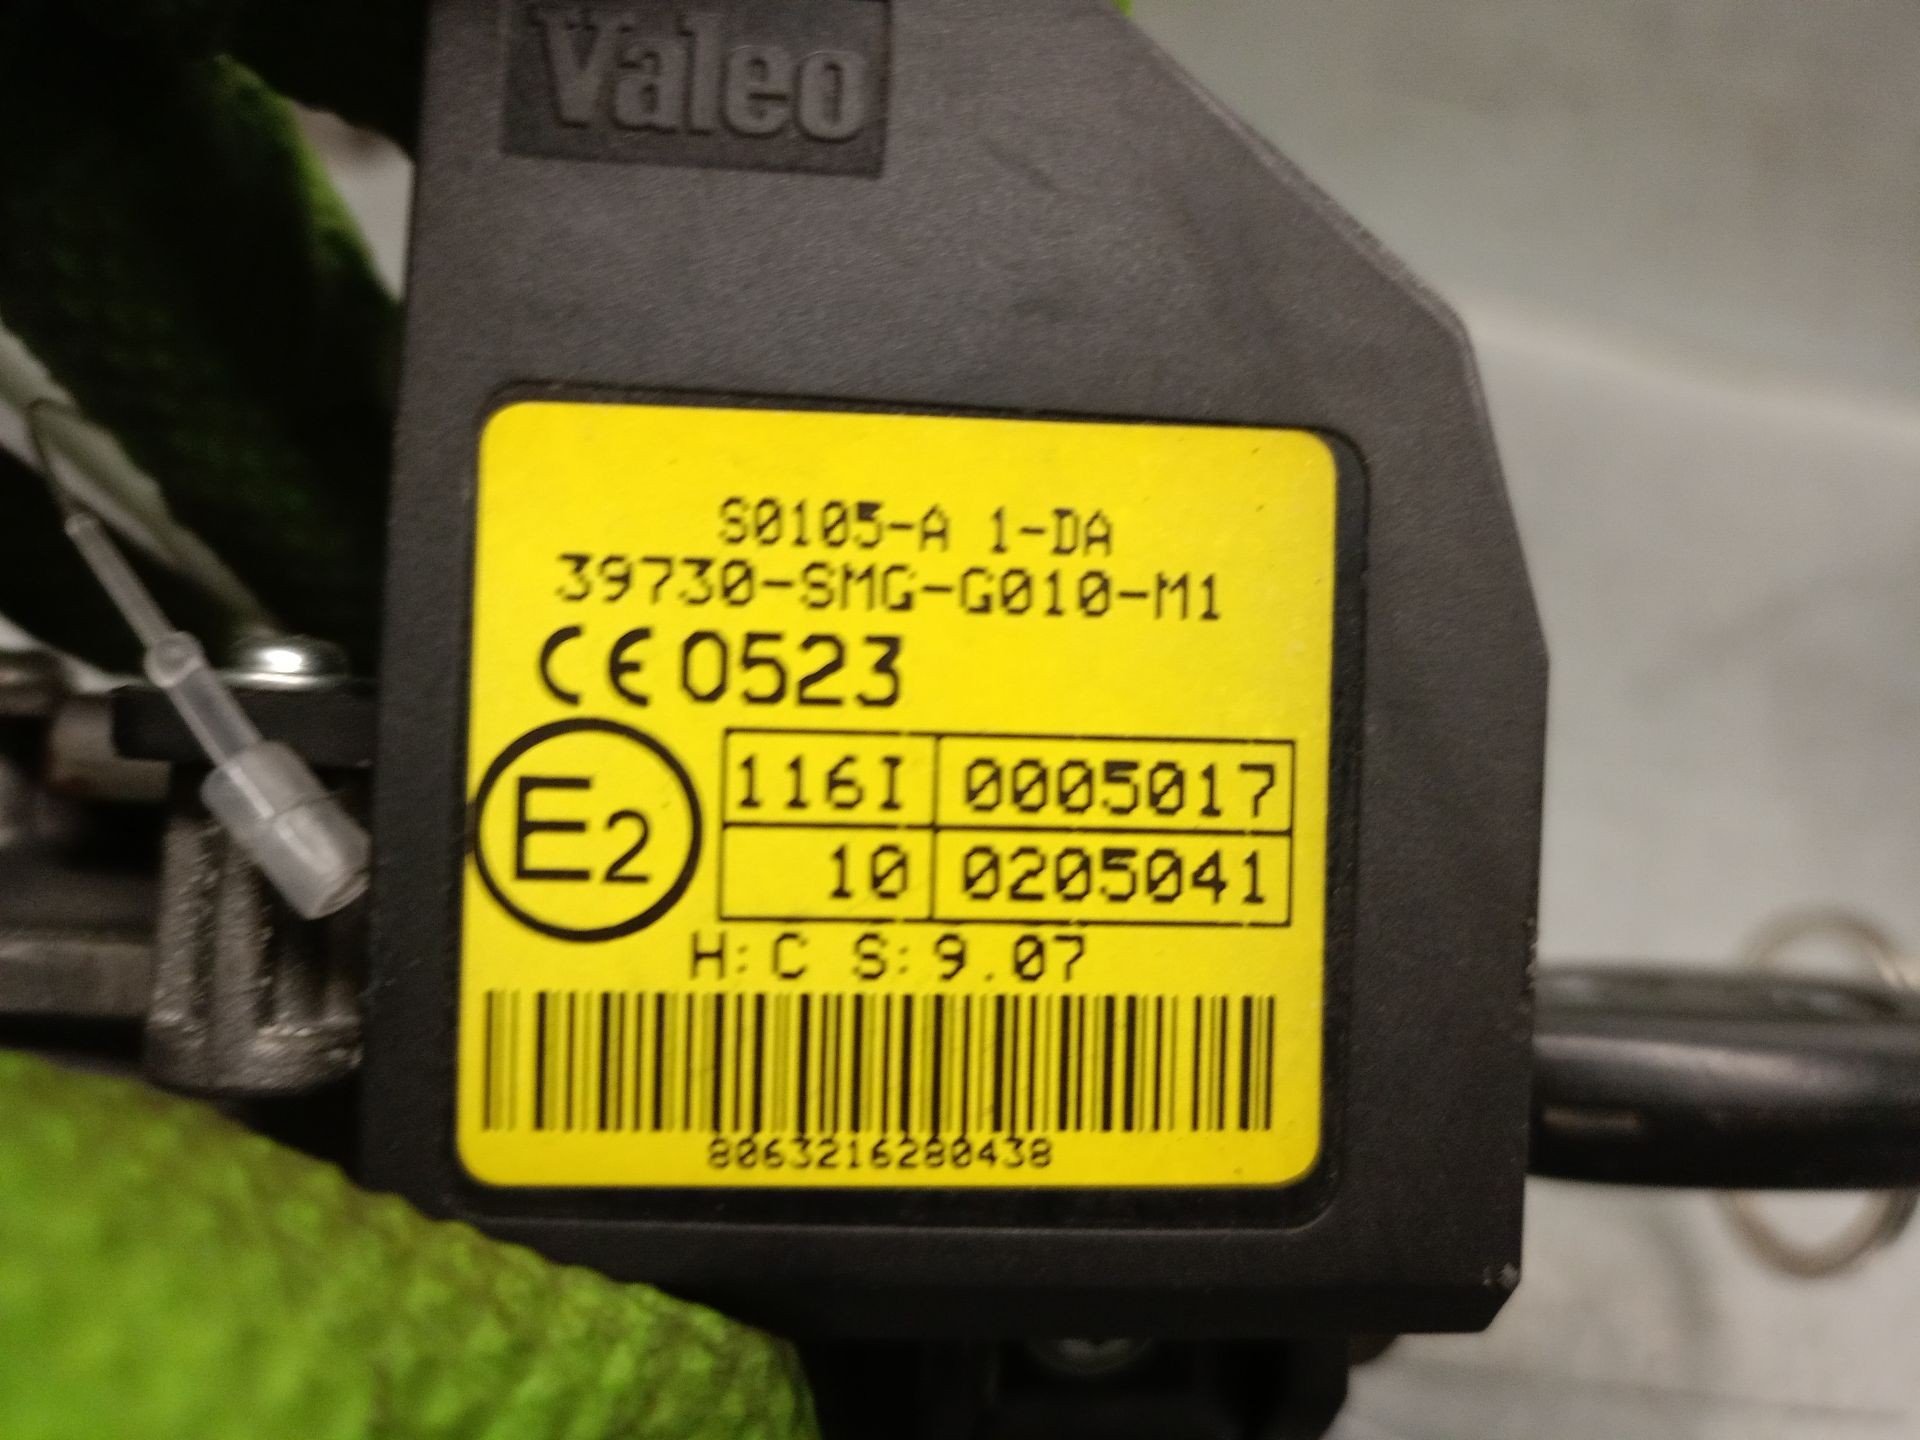 Valeo
S0105-A 1-DA
39730-SMG-G010-M1
CE 0523
E2
116I 0005017
10 0205041
H:C S:9.07
8063216280438